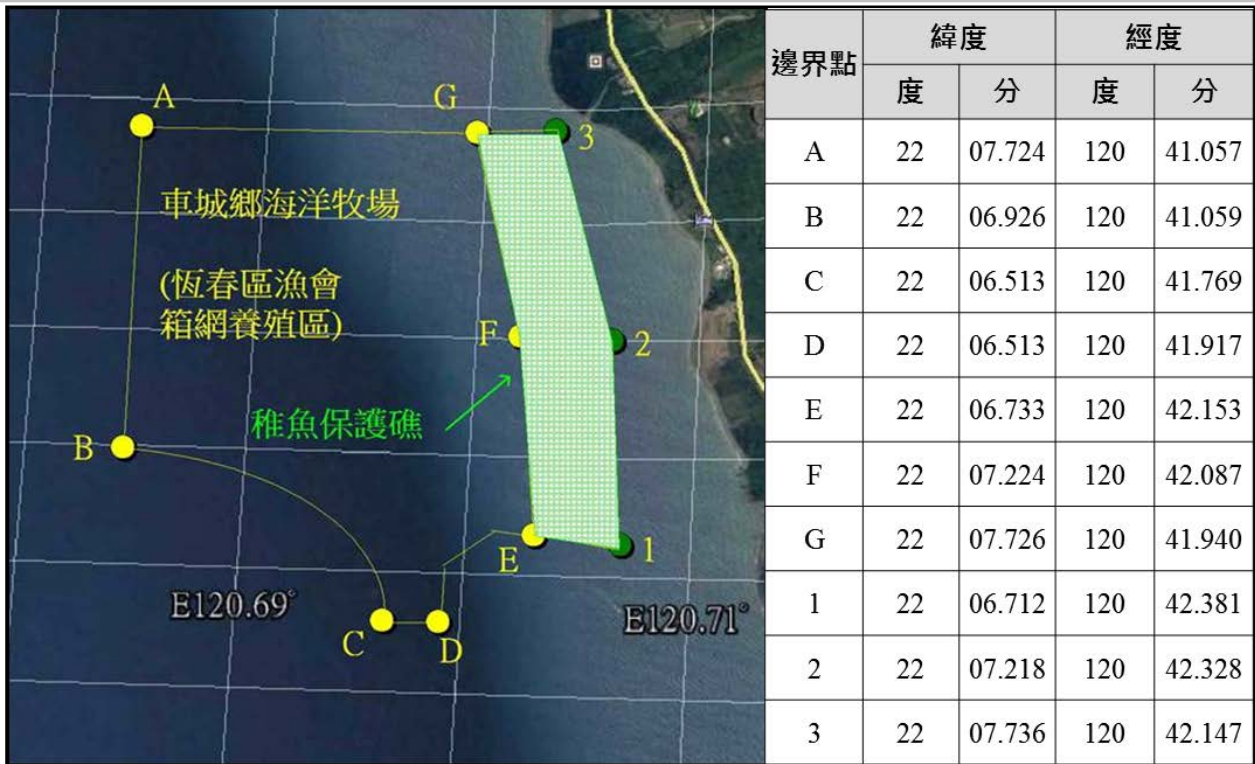 A
G
3
車城鄉海洋牧場
(恆春區漁會
箱網養殖區)
F
2
稚魚保護礁
B
E
1
E120.69°
E120.71°
C
D
邊界點 緯度 經度
度 分 度 分
A 22 07.724 120 41.057
B 22 06.926 120 41.059
C 22 06.513 120 41.769
D 22 06.513 120 41.917
E 22 06.733 120 42.153
F 22 07.224 120 42.087
G 22 07.726 120 41.940
1 22 06.712 120 42.381
2 22 07.218 120 42.328
3 22 07.736 120 42.147